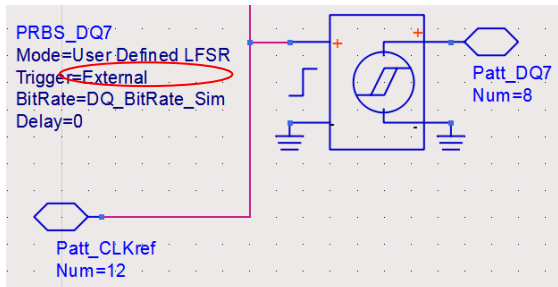 PRBS_DQ7
Mode=User Defined LFSR
Trigger=External
BitRate=DQ_BitRate_Sim
Delay=0
+
+
-
-
Patt_DQ7
Num=8
Patt_CLKref
Num=12